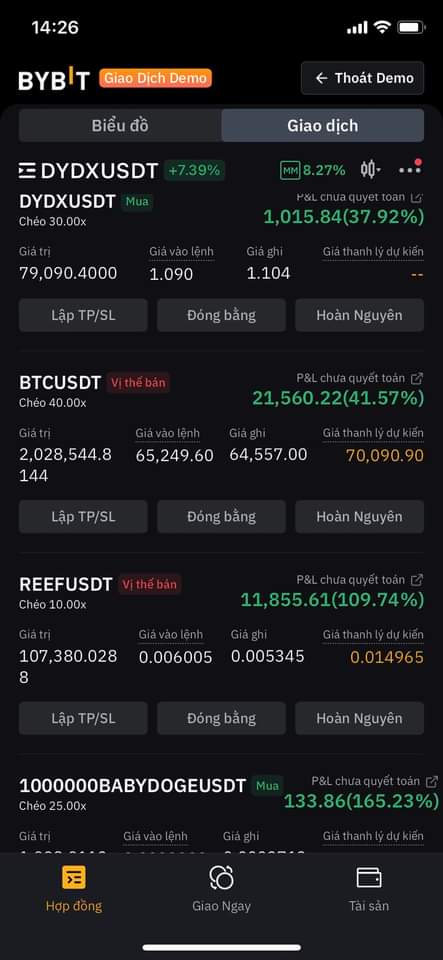 14:26
BYBIT Giao Dịch Demo
← Thoát Demo
Biểu đồ Giao dịch
DYDXUSDT +7.39% MM 8.27%
DYDXUSDT Mua P&L chưa quyết toán
Chéo 30.00x 1,015.84(37.92%)
Giá trị Giá vào lệnh Giá ghi Giá thanh lý dự kiến
79,090.4000 1.090 1.104 --
Lập TP/SL Đóng bằng Hoàn Nguyên
BTCUSDT Vị thế bán P&L chưa quyết toán
Chéo 40.00x 21,560.22(41.57%)
Giá trị Giá vào lệnh Giá ghi Giá thanh lý dự kiến
2,028,544.8 65,249.60 64,557.00 70,090.90
144
Lập TP/SL Đóng bằng Hoàn Nguyên
REEFUSDT Vị thế bán P&L chưa quyết toán
Chéo 10.00x 11,855.61(109.74%)
Giá trị Giá vào lệnh Giá ghi Giá thanh lý dự kiến
107,380.028 0.006005 0.005345 0.014965
8
Lập TP/SL Đóng bằng Hoàn Nguyên
1000000BABYDOGEUSDT Mua P&L chưa quyết toán
Chéo 25.00x 133.86(165.23%)
Giá trị Giá vào lệnh Giá ghi Giá thanh lý dự kiến
Hợp đồng Giao Ngay Tài sản